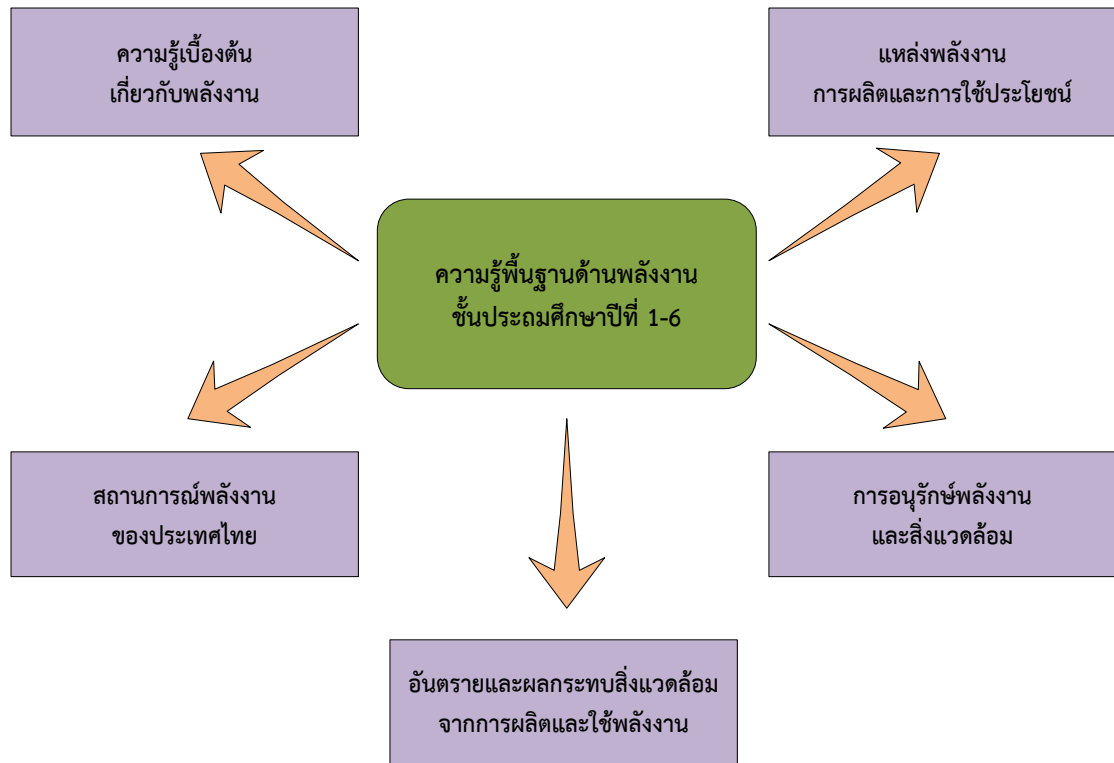 ความรู้เบื้องต้น
เกี่ยวกับพลังงาน
แหล่งพลังงาน
การผลิตและการใช้ประโยชน์
ความรู้พื้นฐานด้านพลังงาน
ชั้นประถมศึกษาปีที่ 1-6
สถานการณ์พลังงาน
ของประเทศไทย
การอนุรักษ์พลังงาน
และสิ่งแวดล้อม
อันตรายและผลกระทบสิ่งแวดล้อม
จากการผลิตและใช้พลังงาน